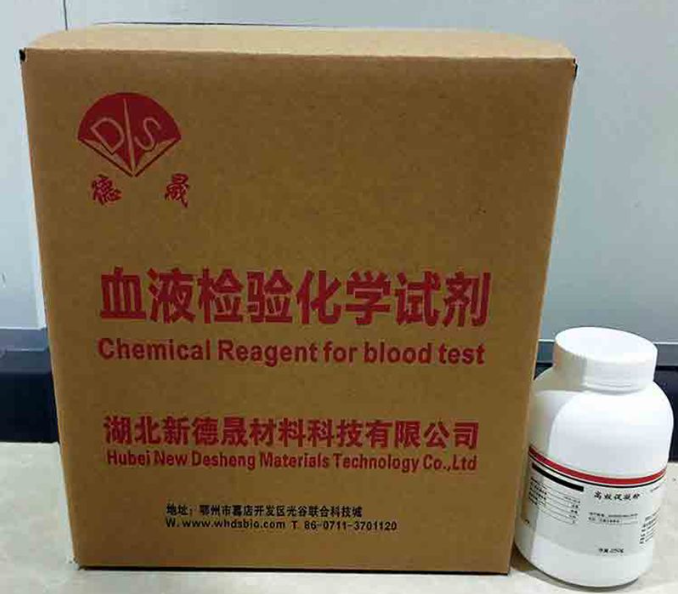 DS
德 晟
血液检验化学试剂
Chemical Reagent for blood test
湖北新德晟材料科技有限公司
Hubei New Desheng Materials Technology Co.,Ltd
地址: 鄂州市葛店开发区光谷联合科技城
W. www.whdsbio.com T. 86-0711-3701120
高效促凝粉